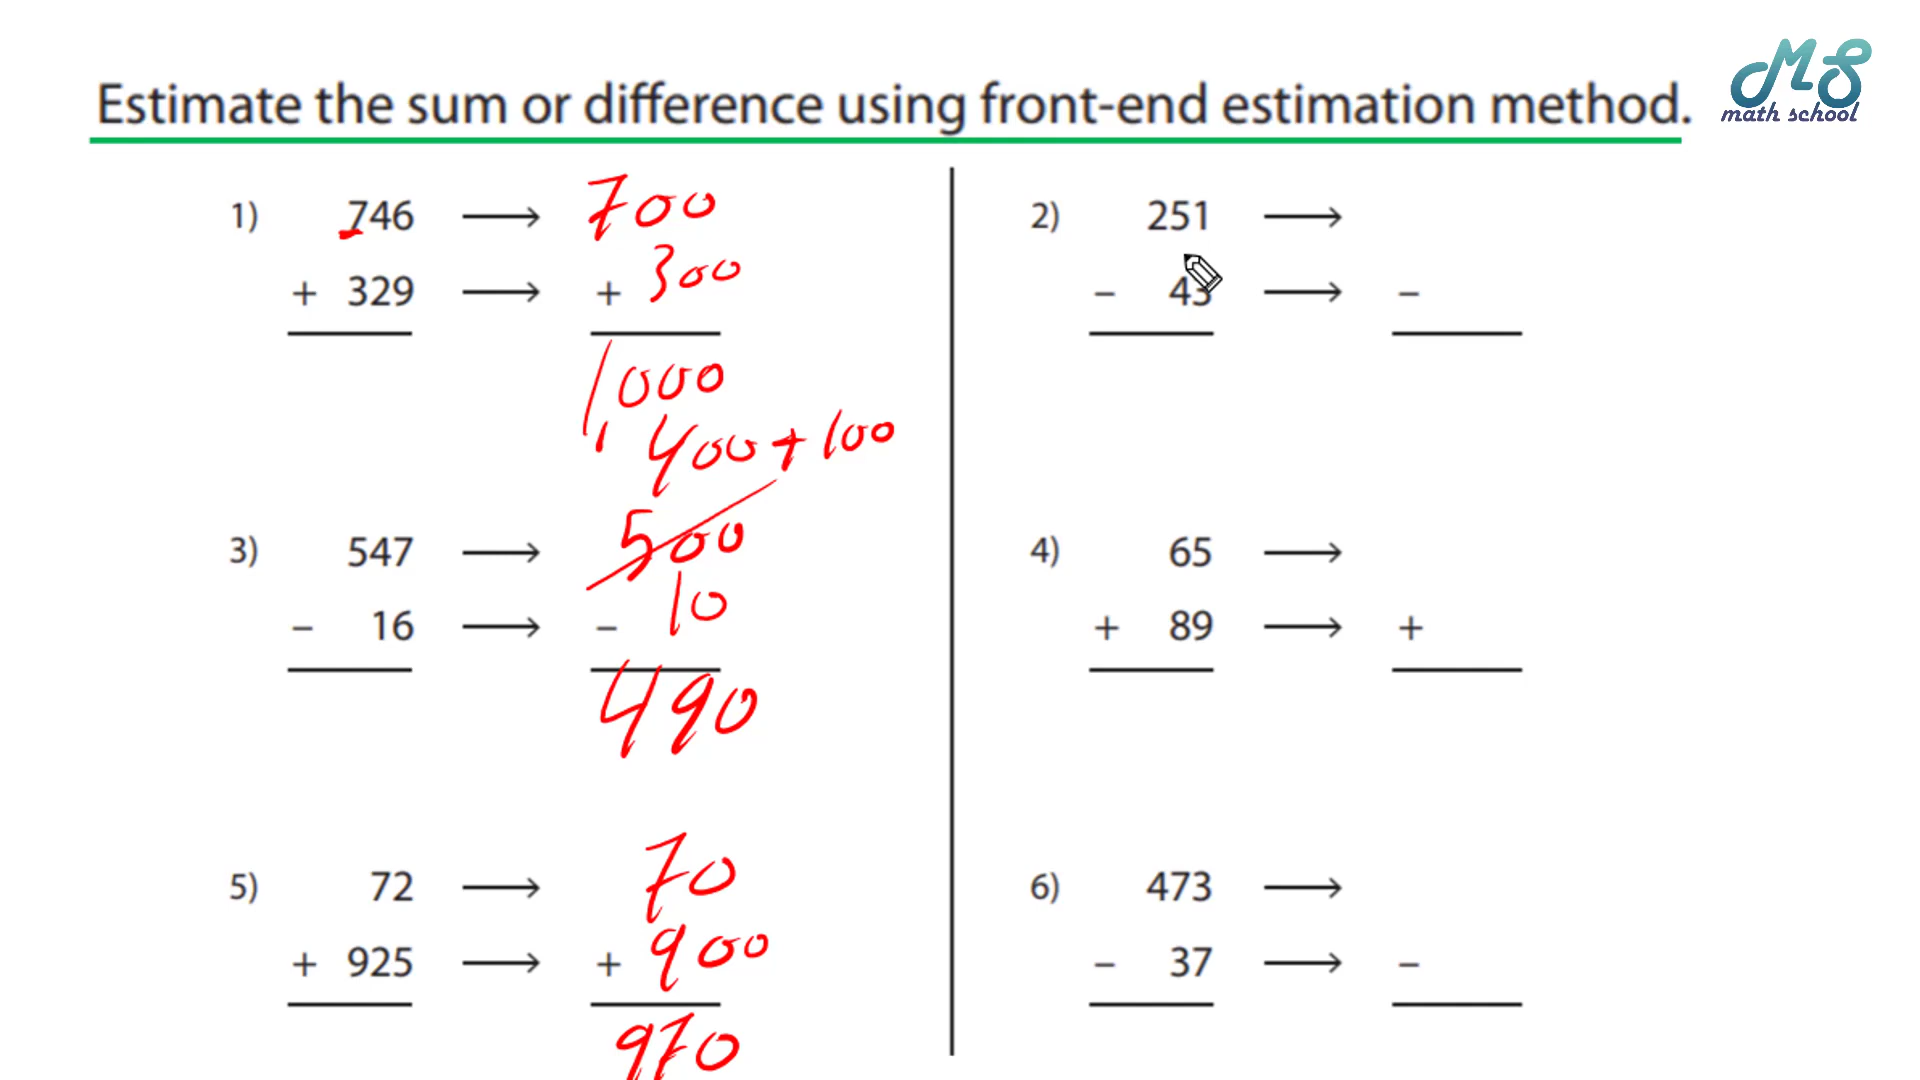 MS
math school
Estimate the sum or difference using front-end estimation method.
1) 746 ⟶ 700
+ 329 ⟶ + 300
1000
2) 251 ⟶
− 43 ⟶ −
400 + 100
3) 547 ⟶ 500
− 16 ⟶ − 10
490
4) 65 ⟶
+ 89 ⟶ +
5) 72 ⟶ 70
+ 925 ⟶ + 900
970
6) 473 ⟶
− 37 ⟶ −